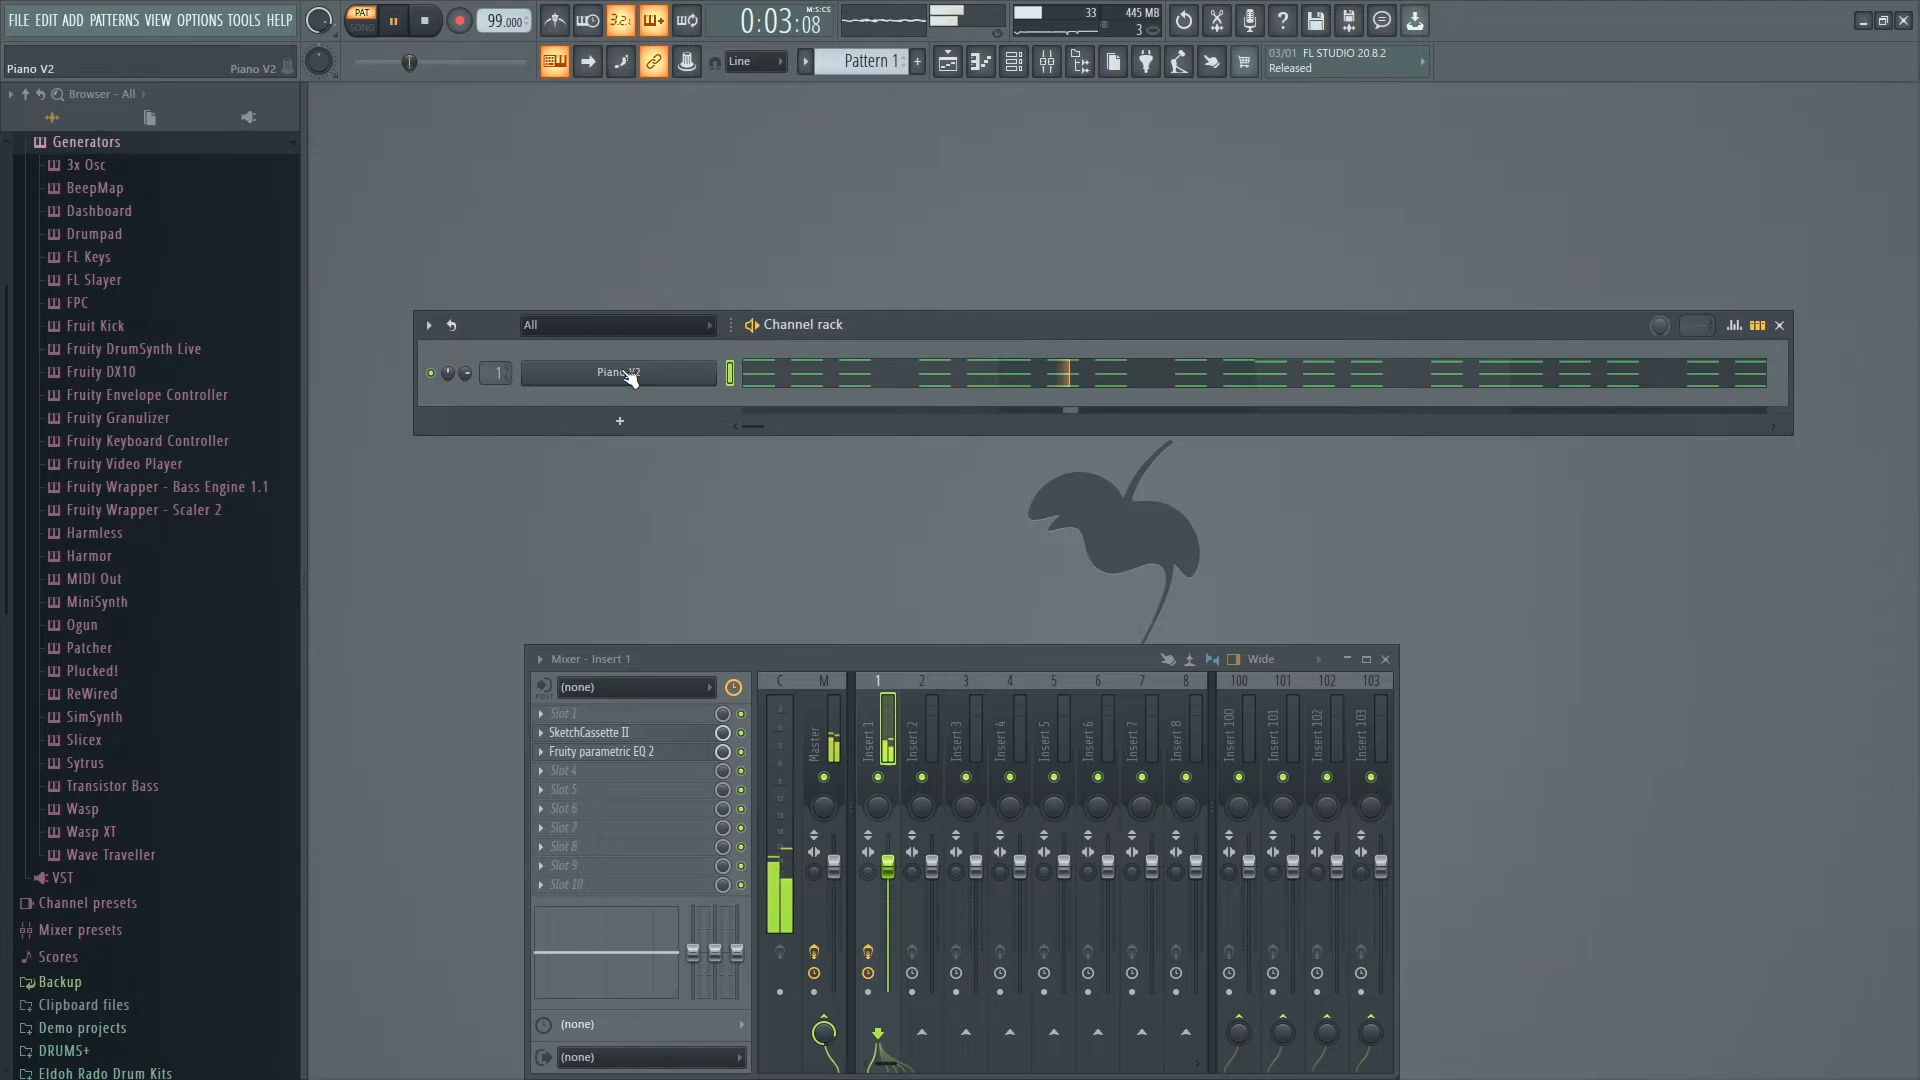 FILE EDIT ADD PATTERNS VIEW OPTIONS TOOLS HELP
PAT
SONG
99.000
3.2.
0:03:08
M:S:CS
33
445 MB
3
Piano V2
Piano V2
Line
Pattern 1
+
03/01 FL STUDIO 20.8.2
Released
Browser - All
Generators
3x Osc
BeepMap
Dashboard
Drumpad
FL Keys
FL Slayer
FPC
Fruit Kick
Fruity DrumSynth Live
Fruity DX10
Fruity Envelope Controller
Fruity Granulizer
Fruity Keyboard Controller
Fruity Video Player
Fruity Wrapper - Bass Engine 1.1
Fruity Wrapper - Scaler 2
Harmless
Harmor
MIDI Out
MiniSynth
Ogun
Patcher
Plucked!
ReWired
SimSynth
Slicex
Sytrus
Transistor Bass
Wasp
Wasp XT
Wave Traveller
VST
Channel presets
Mixer presets
Scores
Backup
Clipboard files
Demo projects
DRUMS+
Eldoh Rado Drum Kits
All
Channel rack
1
Piano V2
+
Mixer - Insert 1
Wide
(none)
POST
Slot 1
SketchCassette II
Fruity parametric EQ 2
Slot 4
Slot 5
Slot 6
Slot 7
Slot 8
Slot 9
Slot 10
(none)
(none)
C M 1 2 3 4 5 6 7 8 100 101 102 103
Master
Insert 1
Insert 2
Insert 3
Insert 4
Insert 5
Insert 6
Insert 7
Insert 8
Insert 100
Insert 101
Insert 102
Insert 103